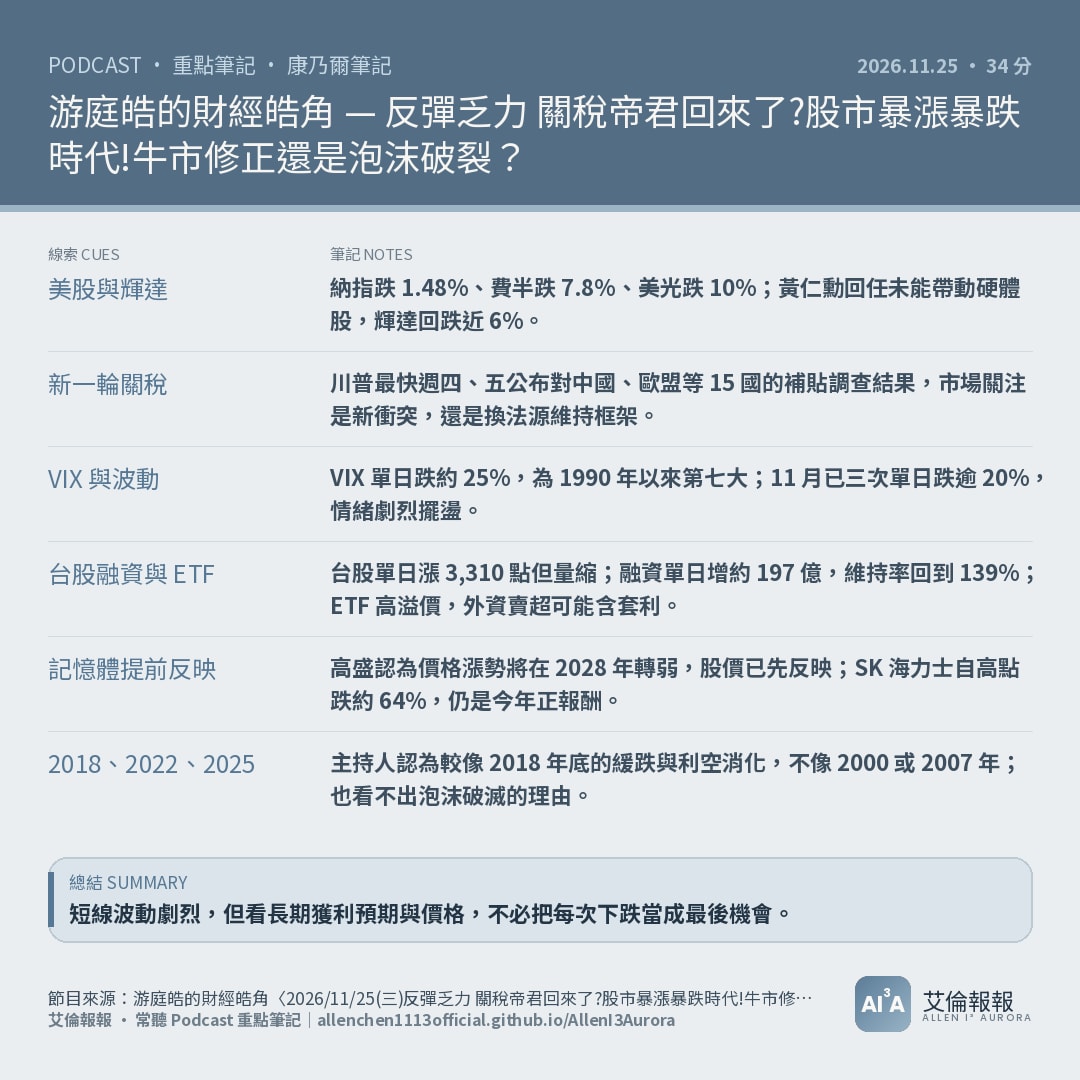 PODCAST • 重點筆記 • 康乃爾筆記
2026.11.25 • 34 分
游庭皓的財經皓角 — 反彈乏力 關稅帝君回來了?股市暴漲暴跌
時代!牛市修正還是泡沫破裂？
線索 CUES
筆記 NOTES
美股與輝達
納指跌 1.48%、費半跌 7.8%、美光跌 10%；黃仁勳回任未能帶動硬體
股，輝達回跌近 6%。
新一輪關稅
川普最快週四、五公布對中國、歐盟等 15 國的補貼調查結果，市場關注
是新衝突，還是換法源維持框架。
VIX 與波動
VIX 單日跌約 25%，為 1990 年以來第七大；11 月已三次單日跌逾 20%，
情緒劇烈擺盪。
台股融資與 ETF
台股單日漲 3,310 點但量縮；融資單日增約 197 億，維持率回到 139%；
ETF 高溢價，外資賣超可能含套利。
記憶體提前反映
高盛認為價格漲勢將在 2028 年轉弱，股價已先反映；SK 海力士自高點
跌約 64%，仍是今年正報酬。
2018、2022、2025
主持人認為較像 2018 年底的緩跌與利空消化，不像 2000 或 2007 年；
也看不出泡沫破滅的理由。
總結 SUMMARY
短線波動劇烈，但看長期獲利預期與價格，不必把每次下跌當成最後機會。
節目來源：游庭皓的財經皓角〈2026/11/25(三)反彈乏力 關稅帝君回來了?股市暴漲暴跌時代!牛市修…
艾倫報報 • 常聽 Podcast 重點筆記｜allenchen1113official.github.io/AllenI3Aurora
AI³A
艾倫報報
ALLEN I³ AURORA